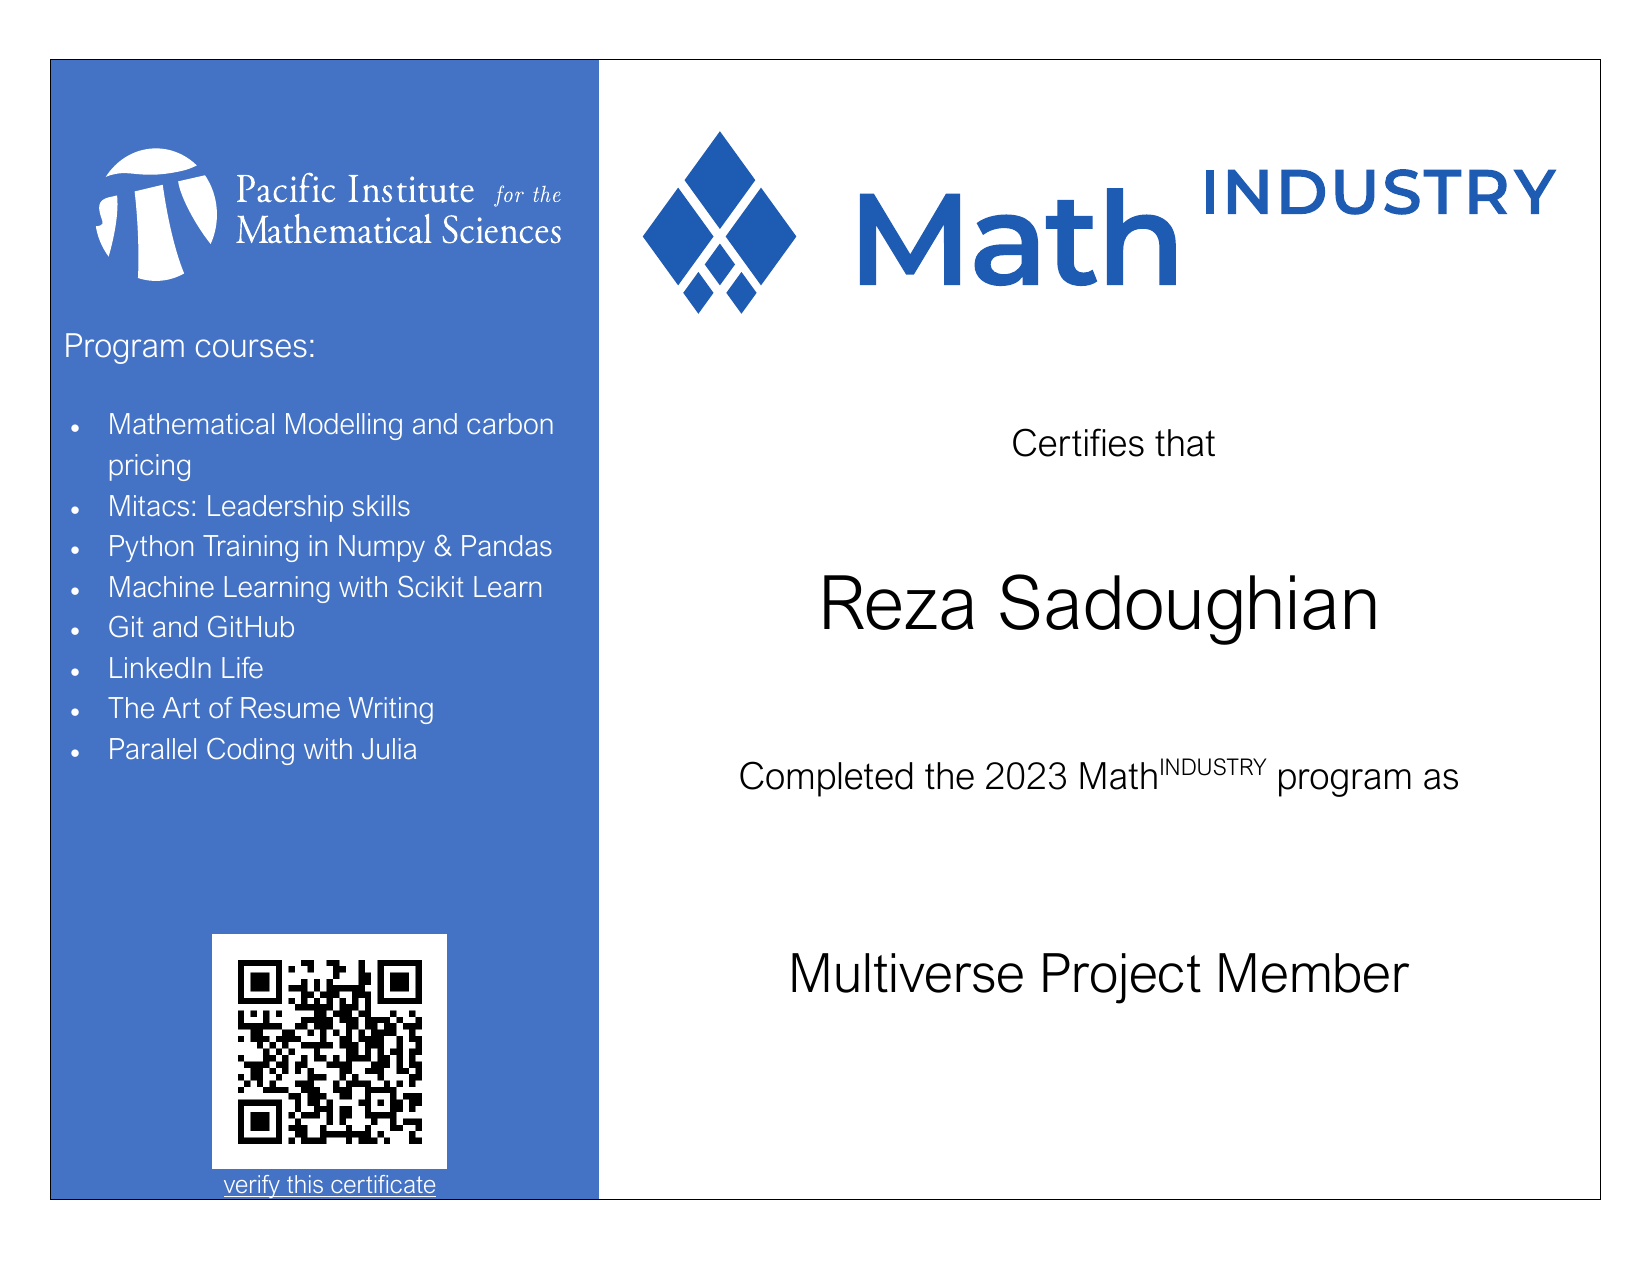 Pacific Institute for the
Mathematical Sciences
Program courses:
• Mathematical Modelling and carbon
pricing
• Mitacs: Leadership skills
• Python Training in Numpy & Pandas
• Machine Learning with Scikit Learn
• Git and GitHub
• LinkedIn Life
• The Art of Resume Writing
• Parallel Coding with Julia
verify this certificate
Math INDUSTRY
Certifies that
Reza Sadoughian
Completed the 2023 MathINDUSTRY program as
Multiverse Project Member